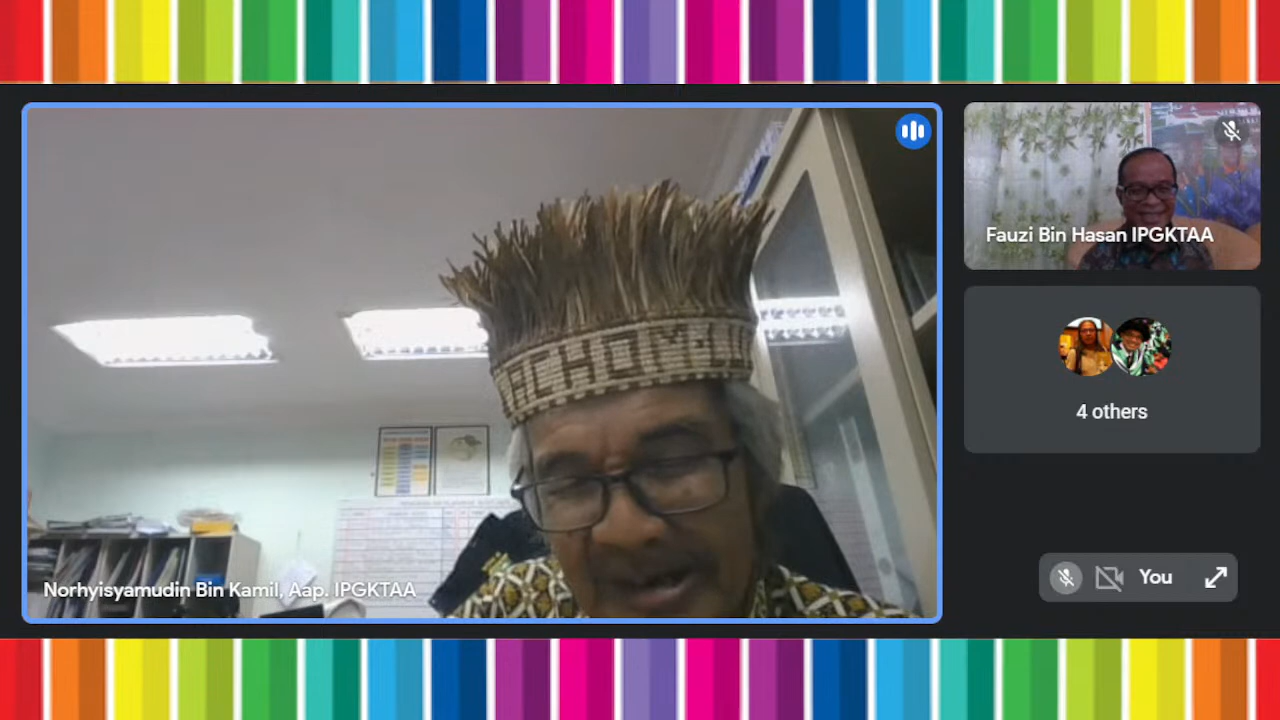 Fauzi Bin Hasan IPGKTAA
4 others
Norhyisyamudin Bin Kamil, Aap. IPGKTAA
You